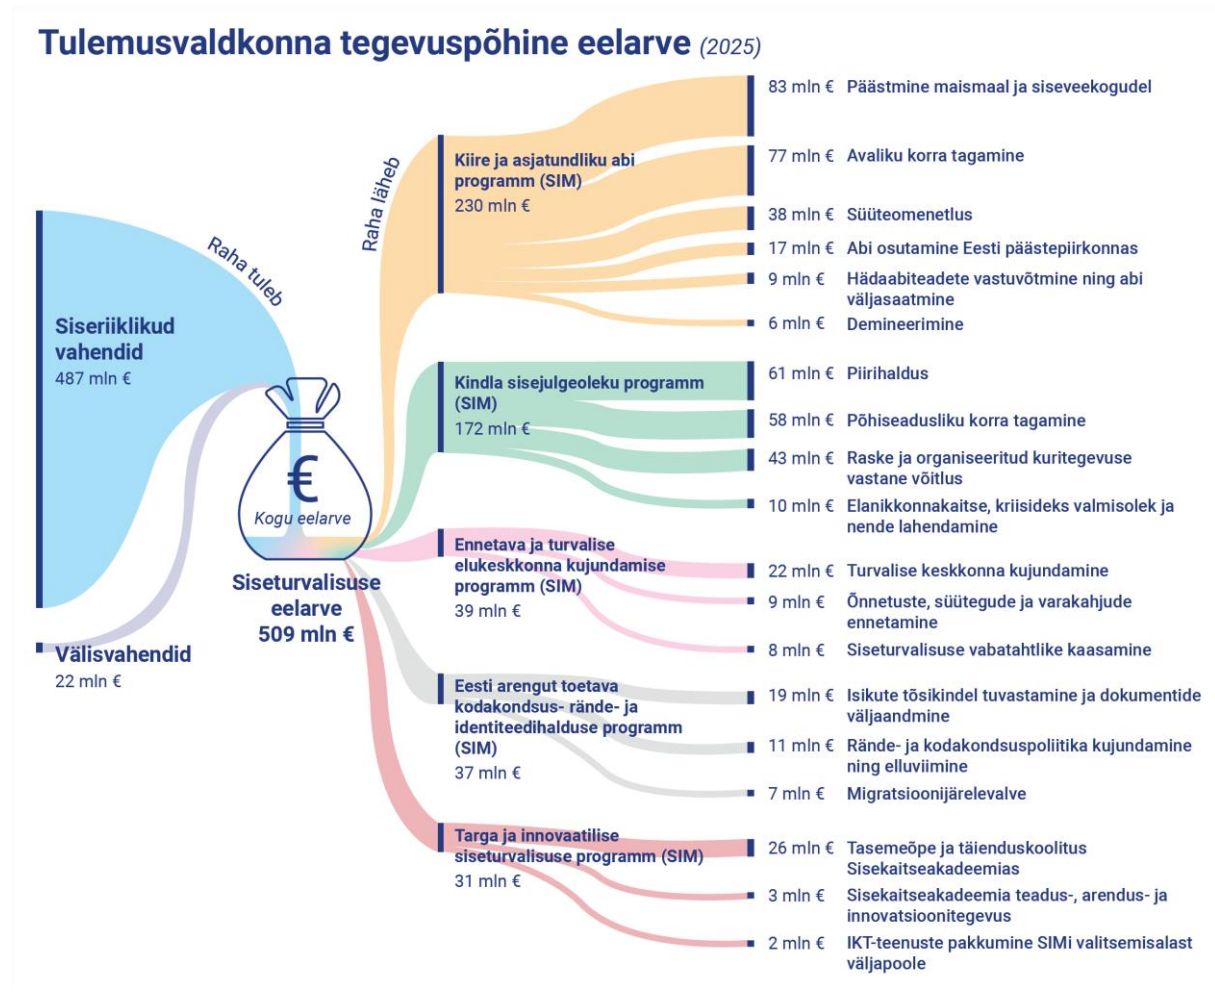 Tulemusvaldkonna tegevuspõhine eelarve (2025)
Raha tuleb
Siseriiklikud
vahendid
487 mln €
Välisvahendid
22 mln €
€
Kogu eelarve
Siseturvalisuse
eelarve
509 mln €
Raha läheb
Kiire ja asjatundliku abi
programm (SIM)
230 mln €
83 mln € Päästmine maismaal ja siseveekogudel
77 mln € Avaliku korra tagamine
38 mln € Süüteomenetlus
17 mln € Abi osutamine Eesti päästepiirkonnas
9 mln € Hädaabiteadete vastuvõtmine ning abi
väljasaatmine
6 mln € Demineerimine
Kindla sisejulgeoleku programm
(SIM)
172 mln €
61 mln € Piirihaldus
58 mln € Põhiseadusliku korra tagamine
43 mln € Raske ja organiseeritud kuritegevuse
vastane võitlus
10 mln € Elanikkonnakaitse, kriisideks valmisolek ja
nende lahendamine
Ennetava ja turvalise
elukeskkonna kujundamise
programm (SIM)
39 mln €
22 mln € Turvalise keskkonna kujundamine
9 mln € Õnnetuste, süütegude ja varakahjude
ennetamine
8 mln € Siseturvalisuse vabatahtlike kaasamine
Eesti arengut toetava
kodakondsus- rände- ja
identiteedihalduse programm
(SIM)
37 mln €
19 mln € Isikute tõsikindel tuvastamine ja dokumentide
väljaandmine
11 mln € Rände- ja kodakondsuspoliitika kujundamine
ning elluviimine
7 mln € Migratsioonijärelevalve
Targa ja innovaatilise
siseturvalisuse programm (SIM)
31 mln €
26 mln € Tasemeõpe ja täienduskoolitus
Sisekaitseakadeemias
3 mln € Sisekaitseakadeemia teadus-, arendus- ja
innovatsioonitegevus
2 mln € IKT-teenuste pakkumine SIMi valitsemisalast
väljapoole